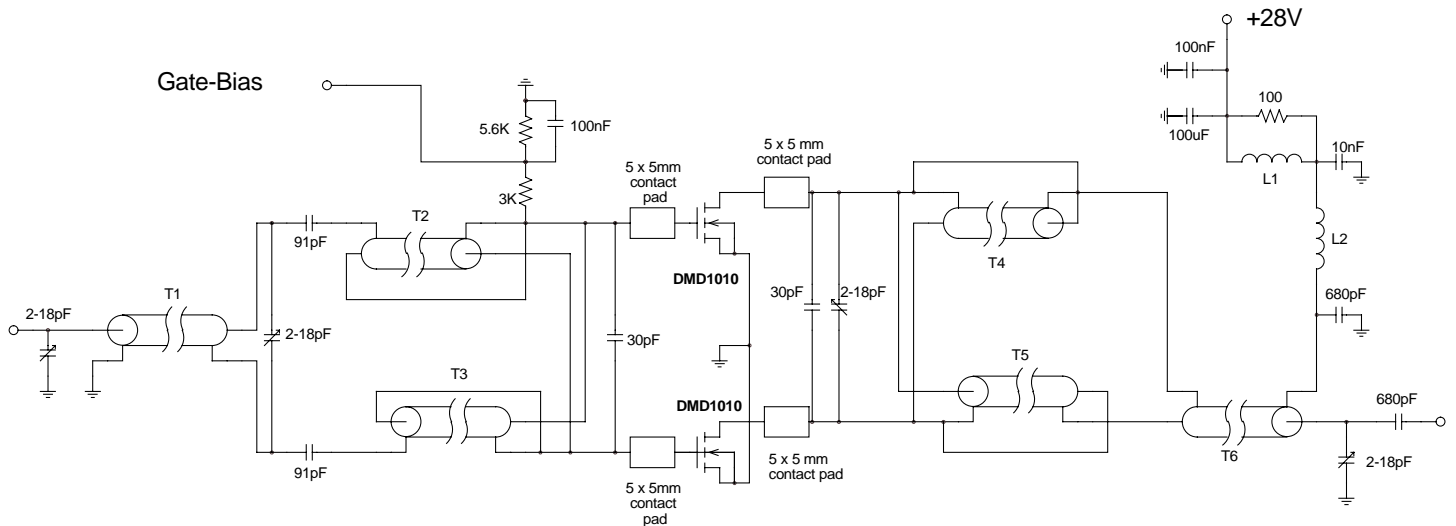 +28V
100nF
Gate-Bias
100
5.6K
100nF
100uF
5 x 5 mm
contact pad
10nF
5 x 5mm
contact
pad
L1
3K
T2
91pF
L2
T4
DMD1010
680pF
T1
2-18pF
30pF
2-18pF
2-18pF
30pF
T3
T5
DMD1010
680pF
91pF
5 x 5mm
contact
pad
5 x 5 mm
contact pad
T6
2-18pF